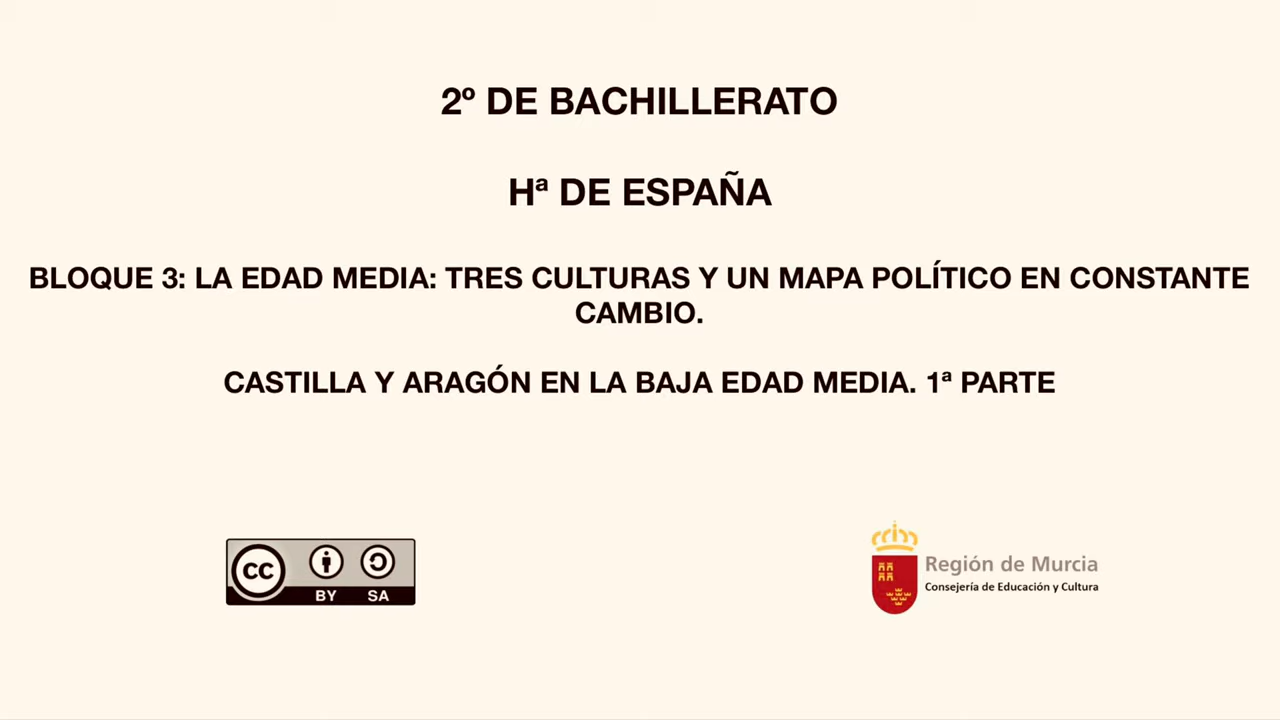 2º DE BACHILLERATO
Hª DE ESPAÑA
BLOQUE 3: LA EDAD MEDIA: TRES CULTURAS Y UN MAPA POLÍTICO EN CONSTANTE
CAMBIO.
CASTILLA Y ARAGÓN EN LA BAJA EDAD MEDIA. 1ª PARTE
CC
BY SA
Región de Murcia
Consejería de Educación y Cultura